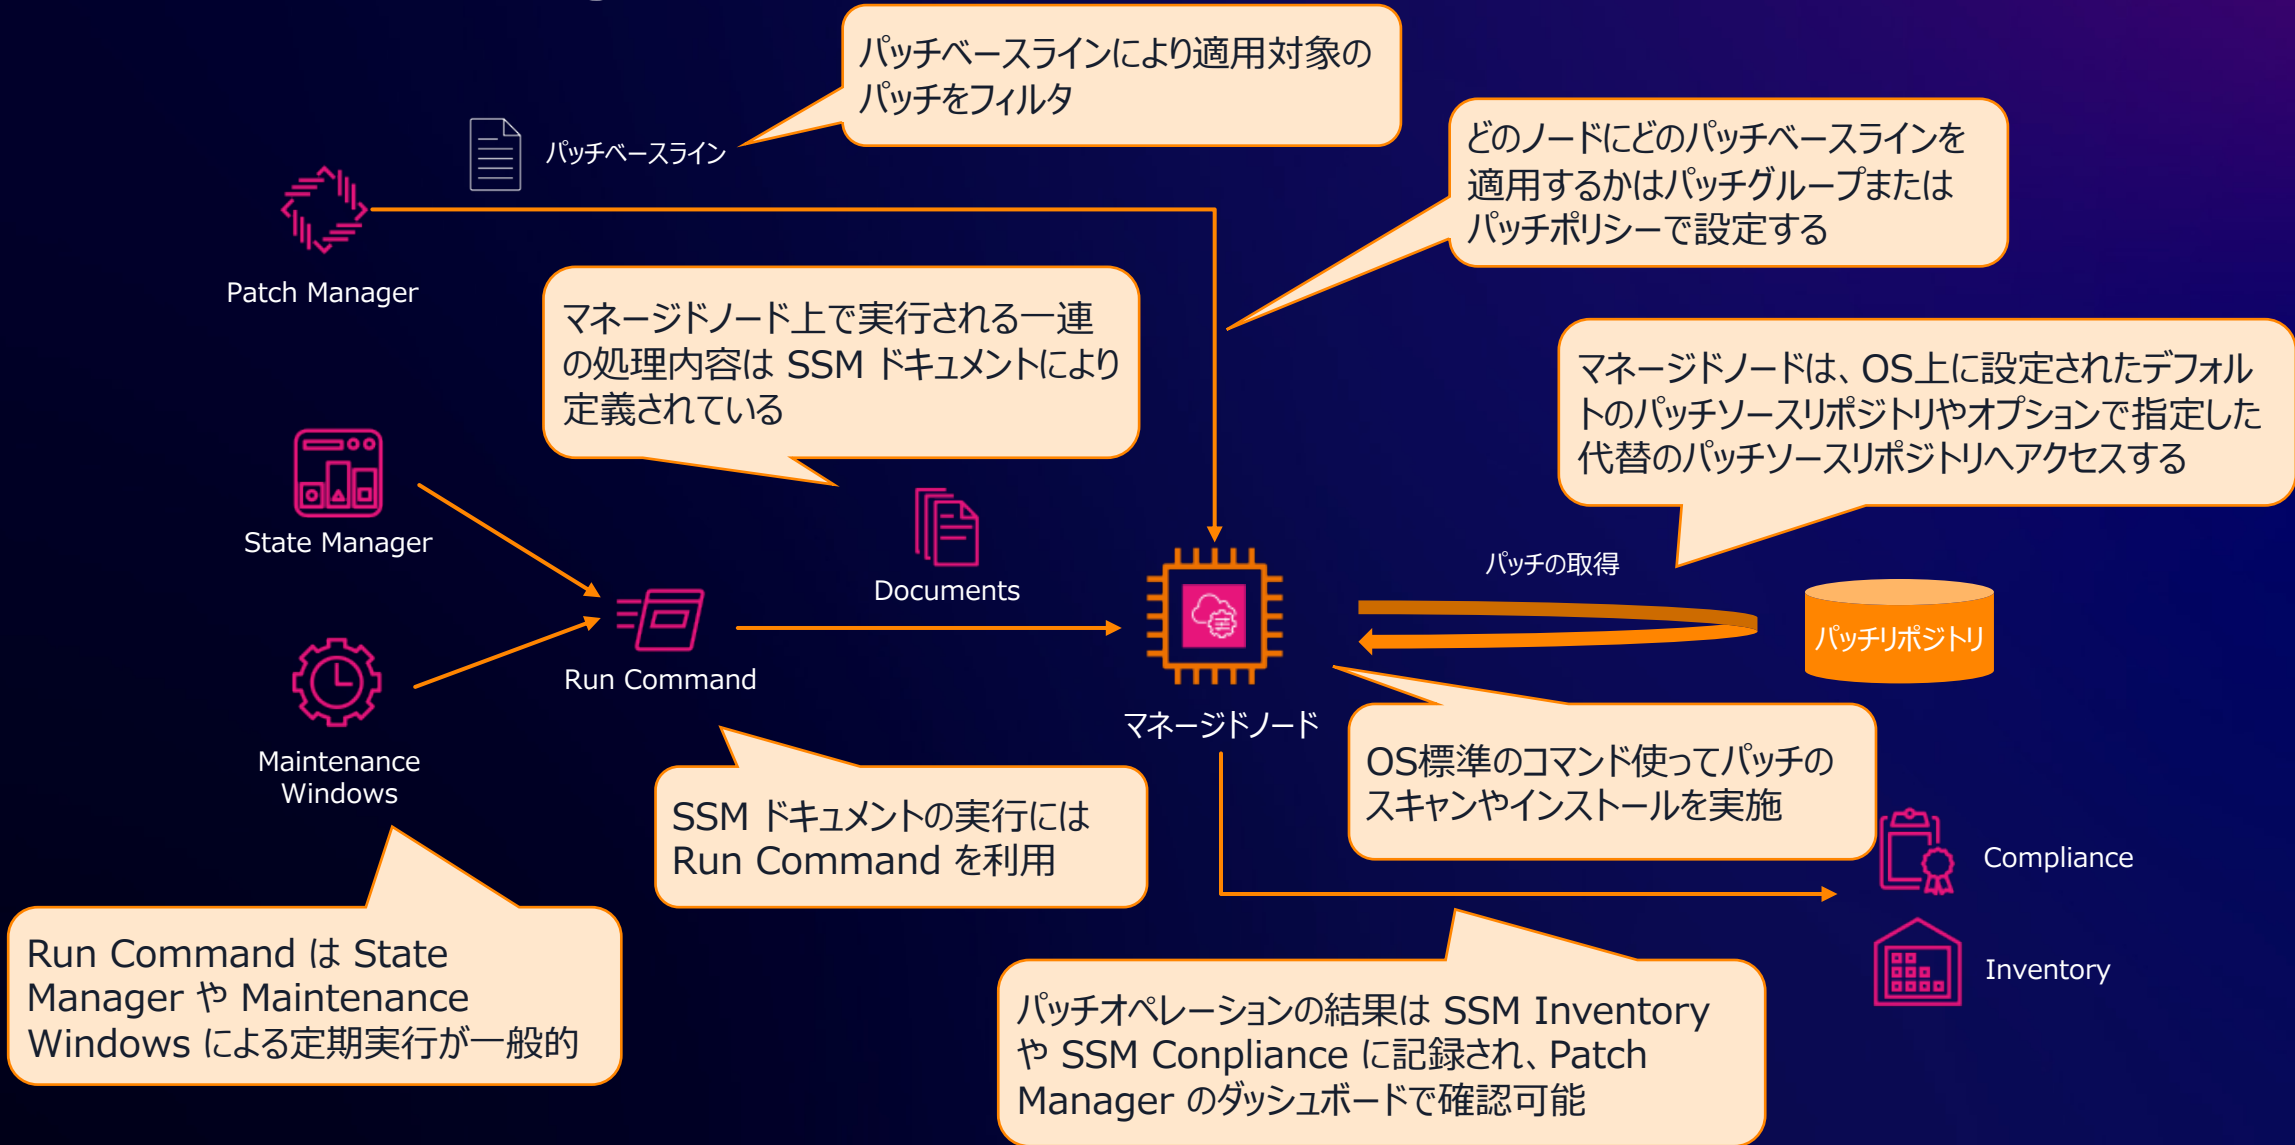 パッチベースラインにより適用対象の
パッチをフィルタ
パッチベースライン
どのノードにどのパッチベースラインを
適用するかはパッチグループまたは
パッチポリシーで設定する
Patch Manager
マネージドノード上で実行される一連
の処理内容は SSM ドキュメントにより
定義されている
マネージドノードは、OS上に設定されたデフォル
トのパッチソースリポジトリやオプションで指定した
代替のパッチソースリポジトリへアクセスする
State Manager
Documents
パッチの取得
パッチリポジトリ
Run Command
マネージドノード
Maintenance
Windows
OS標準のコマンド使ってパッチの
スキャンやインストールを実施
SSM ドキュメントの実行には
Run Command を利用
Compliance
Run Command は State
Manager や Maintenance
Windows による定期実行が一般的
Inventory
パッチオペレーションの結果は SSM Inventory
や SSM Conpliance に記録され、Patch
Manager のダッシュボードで確認可能